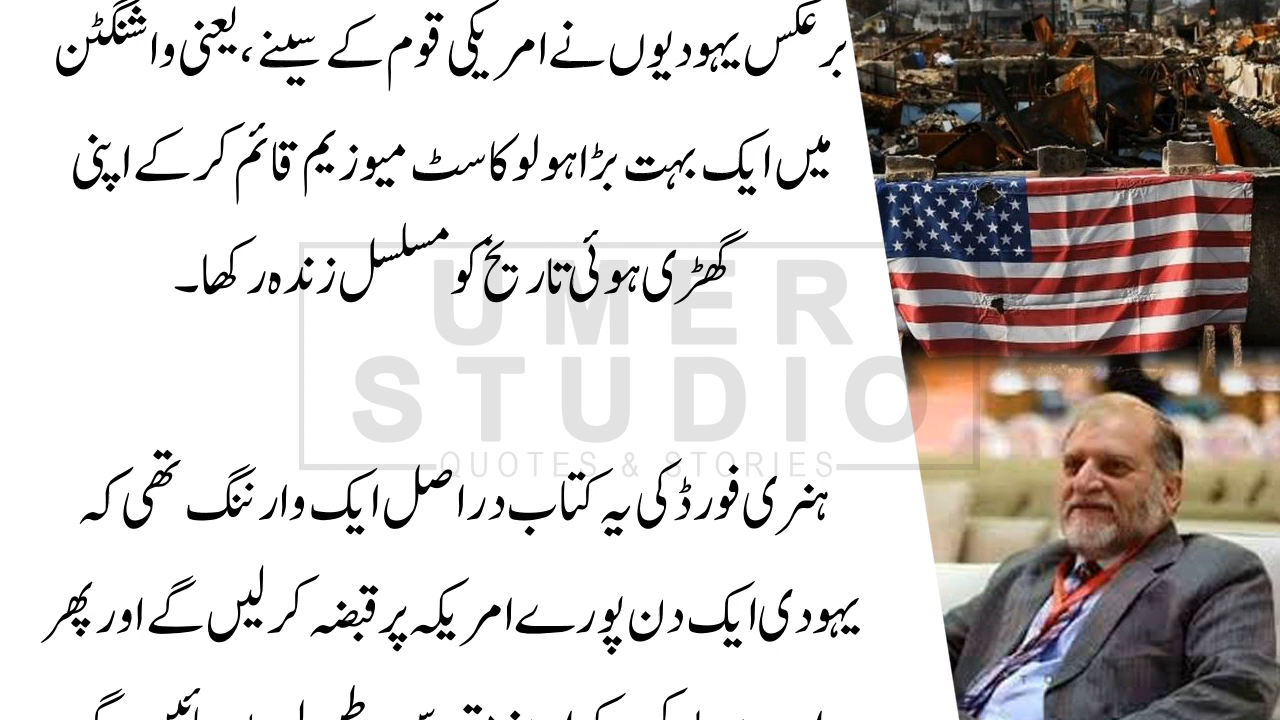 برعکس یہودیوں نے امریکی قوم کے سینے، یعنی واشنگٹن
میں ایک بہت بڑا ہولوکاسٹ میوزیم قائم کر کے اپنی
گھڑی ہوئی تاریخ کو مسلسل زندہ رکھا۔
UMER
STUDIO
QUOTES & STORIES
ہنری فورڈ کی یہ کتاب دراصل ایک وارننگ تھی کہ
یہودی ایک دن پورے امریکہ پر قبضہ کر لیں گے اور پھر